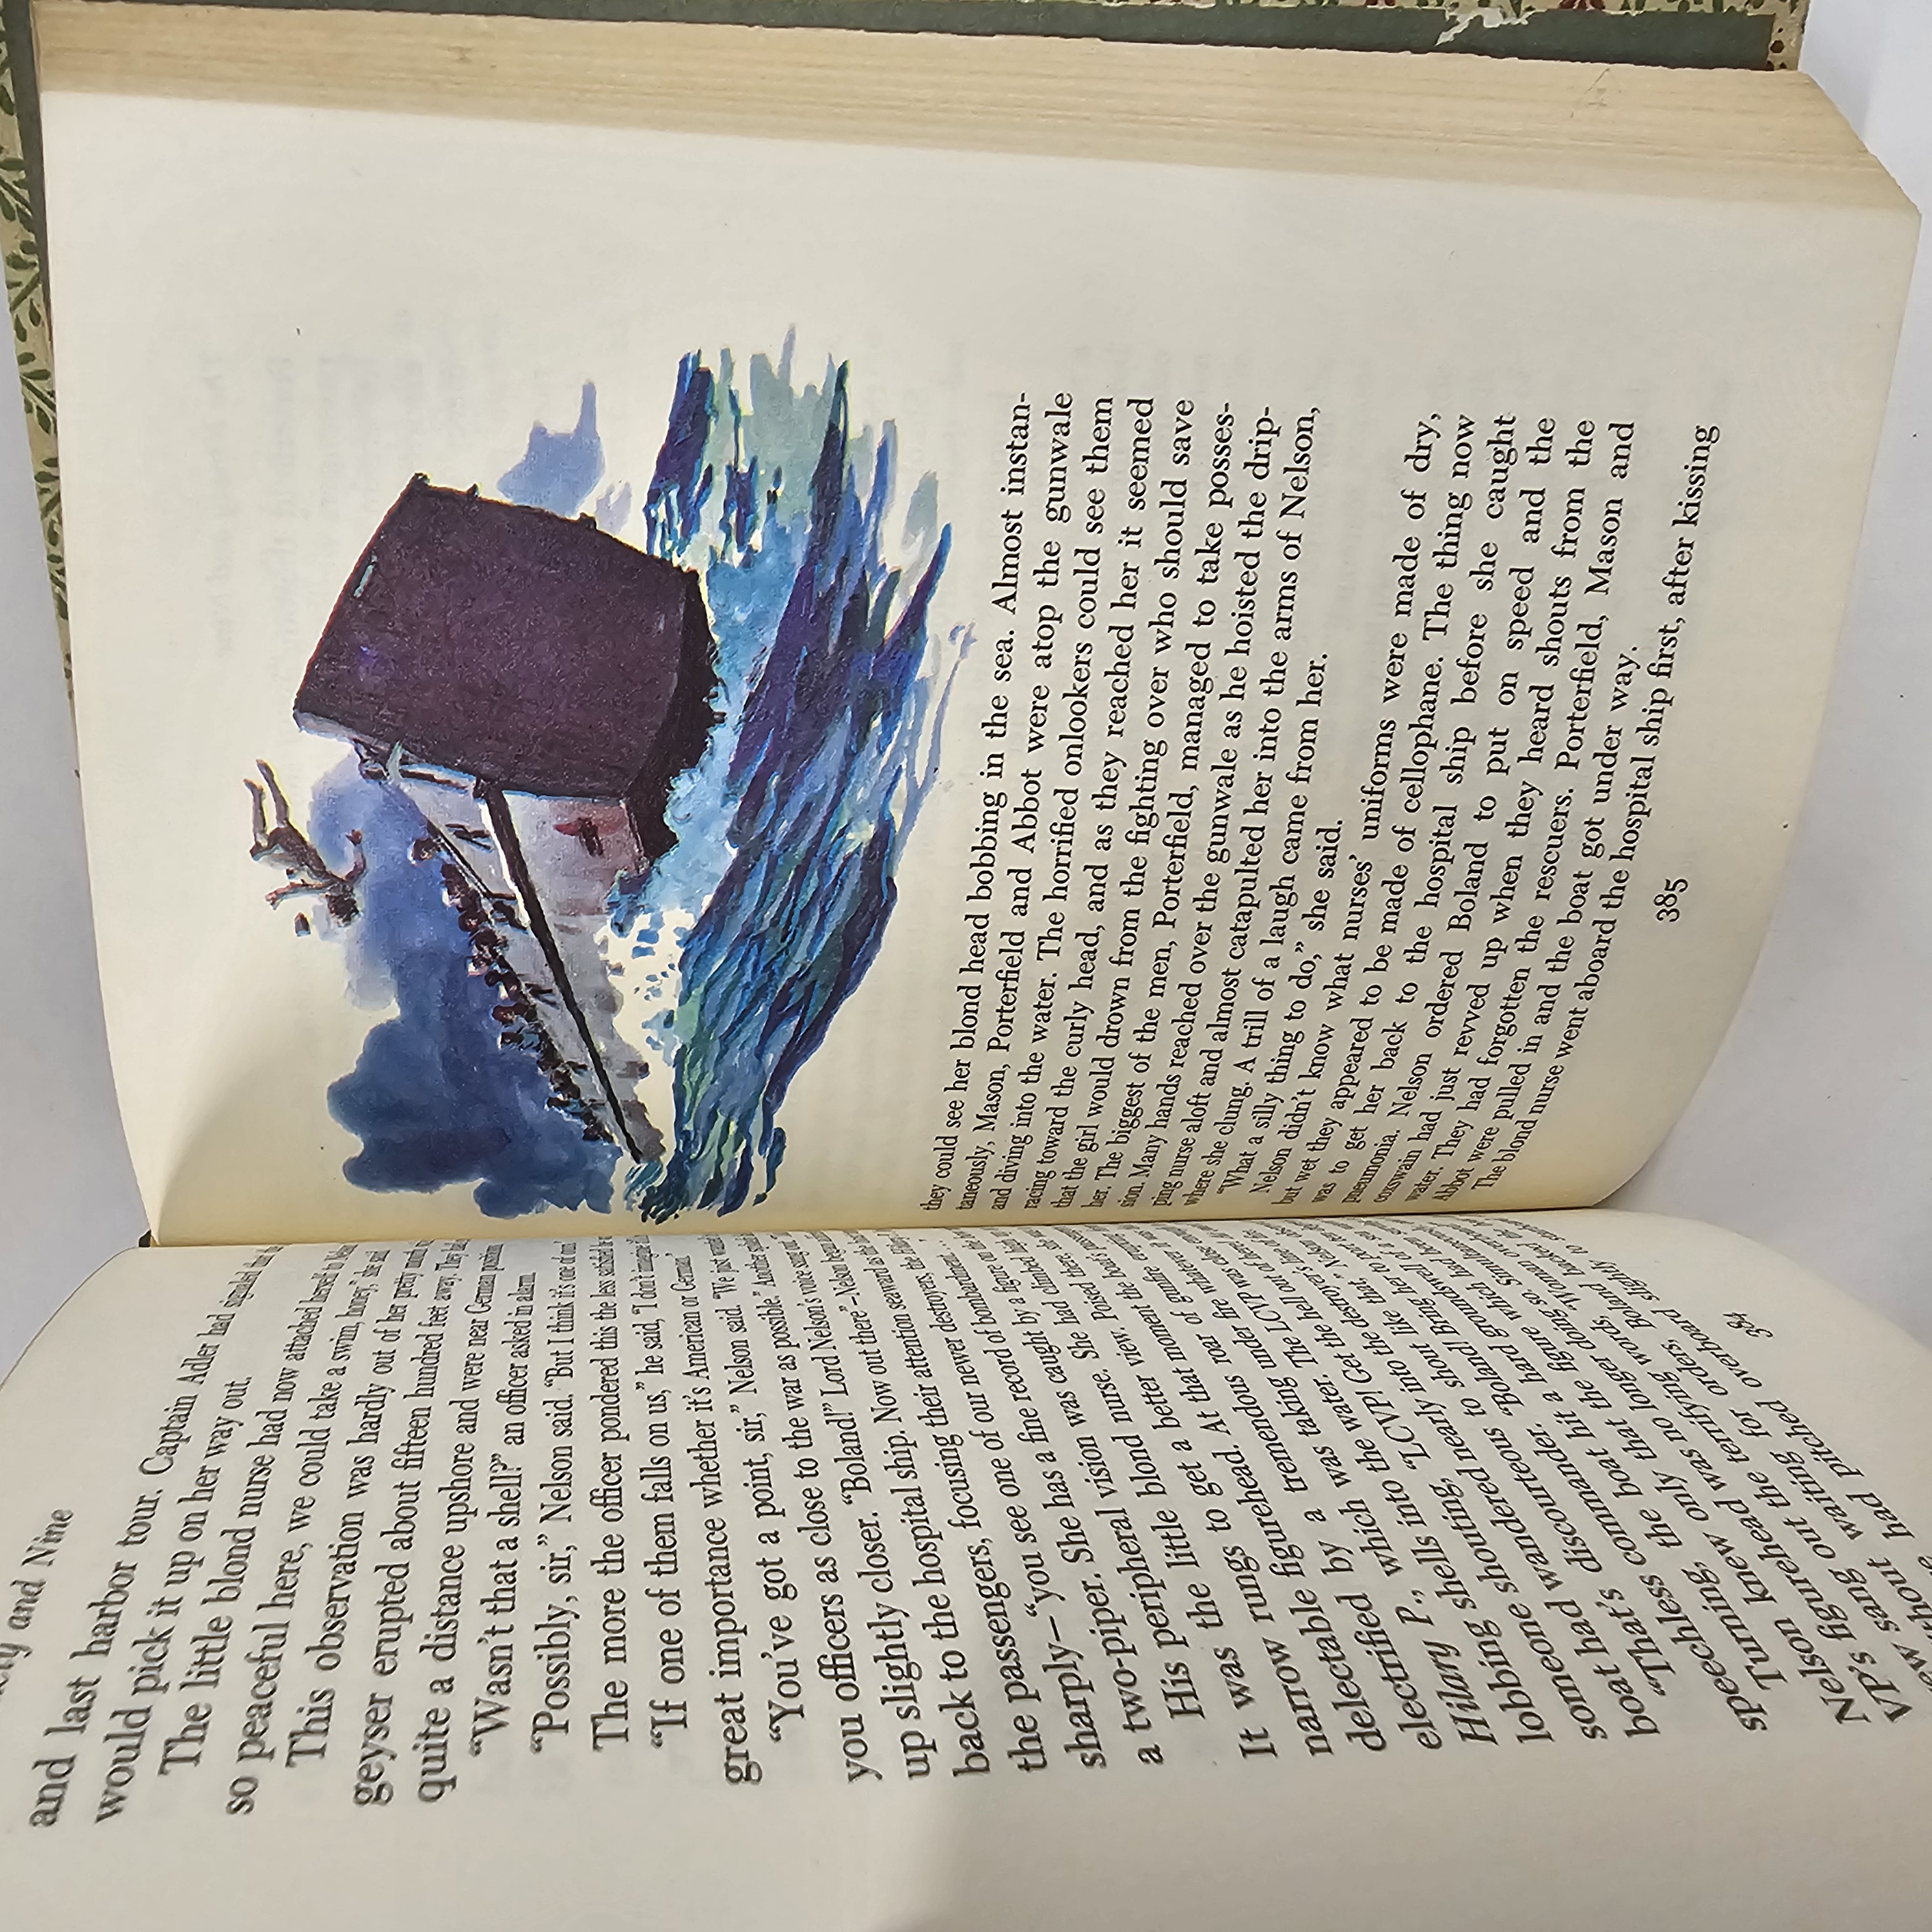 and Nine
and last harbor tour. Captain Adler had signaled that
would pick it up on her way out.
The little blond nurse had now attached herself to
so peaceful here, we could take a swim, honey," she said.
This observation was hardly out of her pretty mouth
geyser erupted about fifteen hundred feet away. They
quite a distance upshore and were near German
“Wasn’t that a shell?” an officer asked in alarm.
“Possibly, sir,” Nelson said. “But I think it’s one of
The more the officer pondered this the less satisfied he
“If one of them falls on us,” he said, “I don’t imagine
great importance whether it’s American or German.”
“You’ve got a point, sir,” Nelson said. “We just
you officers as close to the war as possible.” Another
up slightly closer. “Boland!” Lord Nelson’s voice sang out.
back to the hospital ship. Now out there”—Nelson began
the passengers, focusing their attention seaward as the
sharply—“you see one of our newer destroyers, the
a two-piper. She has a fine record of bombardment. . . .”
His peripheral vision was caught by a figure on the
It was the little blond nurse. She had climbed high
narrow rungs to get a better view. Poised there, she
delectable figurehead. At that moment the boat’s
electrified by a tremendous roar of gunfire erupting
Hilary P., which was taking under fire whatever it was
lobbing shells into the water. The LCVP was close
someone shouting, “LCVP! Get the hell out of here!
boat had wandered nearly into the destroyer’s line of fire.
“That’s discourteous to shout like that,” Nelson
speechless commander. “Boland! Bring her to port
Turning, the boat hit a hard groundswell of a sea
Nelson knew only that the figure which had been
VP’s figurehead was no longer doing so. Simultaneously
sang out the terrifying words, “Woman overboard!
waiting for orders, Boland backed the
had pitched overboard slightly to
384
they could see her blond head bobbing in the sea. Almost instan-
taneously, Mason, Porterfield and Abbot were atop the gunwale
and diving into the water. The horrified onlookers could see them
racing toward the curly head, and as they reached her it seemed
that the girl would drown from the fighting over who should save
her. The biggest of the men, Porterfield, managed to take posses-
sion. Many hands reached over the gunwale as he hoisted the drip-
ping nurse aloft and almost catapulted her into the arms of Nelson,
where she clung. A trill of a laugh came from her.
“What a silly thing to do,” she said.
Nelson didn’t know what nurses’ uniforms were made of dry,
but wet they appeared to be made of cellophane. The thing now
was to get her back to the hospital ship before she caught
pneumonia. Nelson ordered Boland to put on speed and the
coxswain had just revved up when they heard shouts from the
water. They had forgotten the rescuers. Porterfield, Mason and
Abbot were pulled in and the boat got under way.
The blond nurse went aboard the hospital ship first, after kissing
385